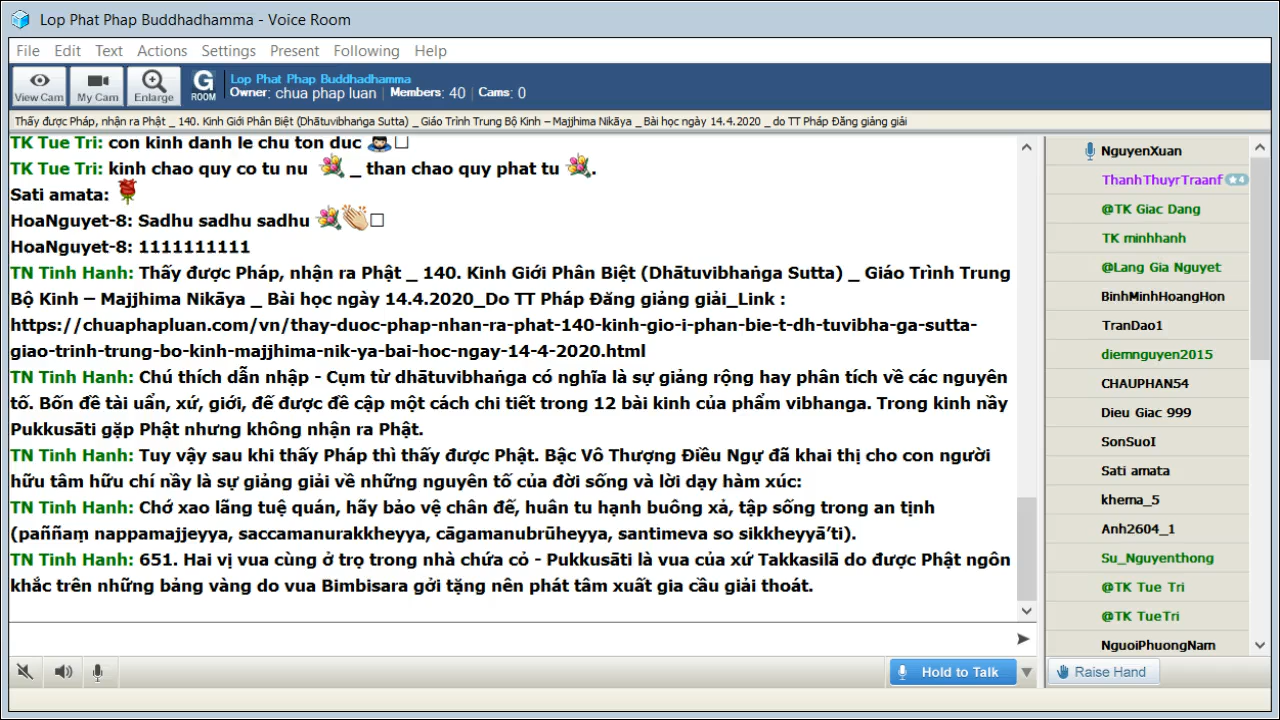 Lop Phat Phap Buddhadhamma - Voice Room
File Edit Text Actions Settings Present Following Help
View Cam My Cam Enlarge
G ROOM
Lop Phat Phap Buddhadhamma
Owner: chua phap luan | Members: 40 | Cams: 0
Thấy được Pháp, nhận ra Phật _ 140. Kinh Giới Phân Biệt (Dhātuvibhaṅga Sutta) _ Giáo Trình Trung Bộ Kinh – Majjhima Nikāya _ Bài học ngày 14.4.2020 _ do TT Pháp Đăng giảng giải
TK Tue Tri: con kinh danh le chu ton duc
TK Tue Tri: kinh chao quy co tu nu _ than chao quy phat tu .
Sati amata:
HoaNguyet-8: Sadhu sadhu sadhu
HoaNguyet-8: 1111111111
TN Tinh Hanh: Thấy được Pháp, nhận ra Phật _ 140. Kinh Giới Phân Biệt (Dhātuvibhaṅga Sutta) _ Giáo Trình Trung
Bộ Kinh – Majjhima Nikāya _ Bài học ngày 14.4.2020_Do TT Pháp Đăng giảng giải_Link :
https://chuaphapluan.com/vn/thay-duoc-phap-nhan-ra-phat-140-kinh-gio-i-phan-bie-t-dh-tuvibha-ga-sutta-
giao-trinh-trung-bo-kinh-majjhima-nik-ya-bai-hoc-ngay-14-4-2020.html
TN Tinh Hanh: Chú thích dẫn nhập - Cụm từ dhātuvibhaṅga có nghĩa là sự giảng rộng hay phân tích về các nguyên
tố. Bốn đề tài uẩn, xứ, giới, đế được đề cập một cách chi tiết trong 12 bài kinh của phẩm vibhanga. Trong kinh nầy
Pukkusāti gặp Phật nhưng không nhận ra Phật.
TN Tinh Hanh: Tuy vậy sau khi thấy Pháp thì thấy được Phật. Bậc Vô Thượng Điều Ngự đã khai thị cho con người
hữu tâm hữu chí nầy là sự giảng giải về những nguyên tố của đời sống và lời dạy hàm xúc:
TN Tinh Hanh: Chớ xao lãng tuệ quán, hãy bảo vệ chân đế, huân tu hạnh buông xả, tập sống trong an tịnh
(paññaṃ nappamajjeyya, saccamanurakkheyya, cāgamanubrūheyya, santimeva so sikkheyyā’ti).
TN Tinh Hanh: 651. Hai vị vua cùng ở trọ trong nhà chứa cỏ - Pukkusāti là vua của xứ Takkasilā do được Phật ngôn
khắc trên những bảng vàng do vua Bimbisara gởi tặng nên phát tâm xuất gia cầu giải thoát.
NguyenXuan
ThanhThuyrTraanf 4
@TK Giac Dang
TK minhhanh
@Lang Gia Nguyet
BinhMinhHoangHon
TranDao1
diemnguyen2015
CHAUPHAN54
Dieu Giac 999
SonSuoI
Sati amata
khema_5
Anh2604_1
Su_Nguyenthong
@TK Tue Tri
@TK TueTri
NguoiPhuongNam
Hold to Talk
Raise Hand